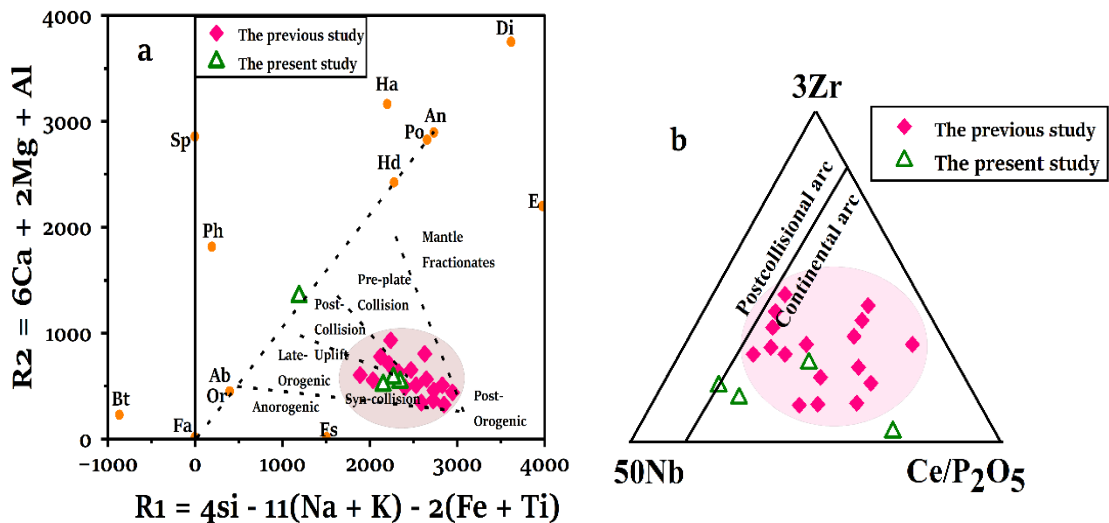 4000
3000
2000
1000
0
−1000
0
1000
2000
3000
4000
R2 = 6Ca + 2Mg + Al
R1 = 4si - 11(Na + K) - 2(Fe + Ti)
a
The previous study
The present study
Di
Ha
An
Po
Sp
Hd
E
Ph
Mantle
Fractionates
Pre-plate
Collision
Post-
Collision
Late-
Uplift
Orogenic
Anorogenic
Syn-collision
Post-
Orogenic
Ab
Or
Bt
Fa
Fs
b
3Zr
The previous study
The present study
Postcollisional arc
Continental arc
50Nb
Ce/P₂O₅